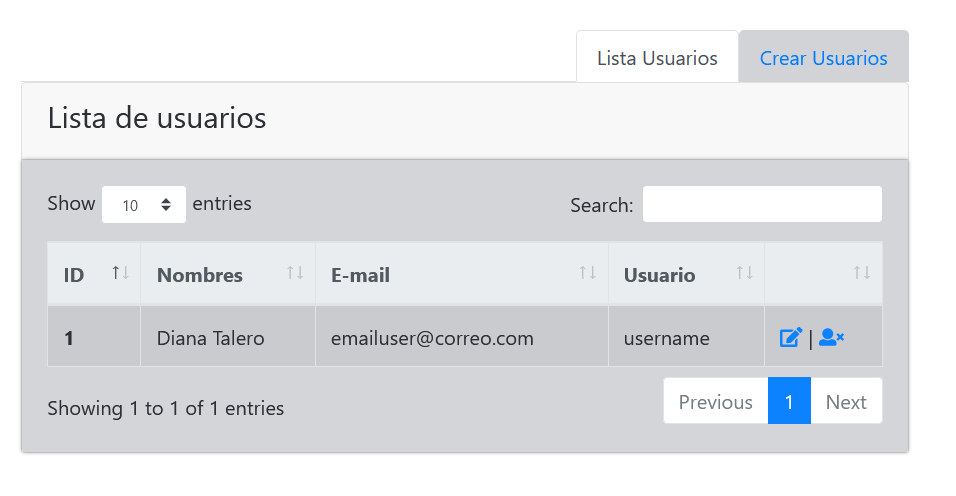 Lista Usuarios Crear Usuarios
Lista de usuarios
Show 10 entries Search:
ID Nombres E-mail Usuario
1 Diana Talero emailuser@correo.com username |
Showing 1 to 1 of 1 entries Previous 1 Next